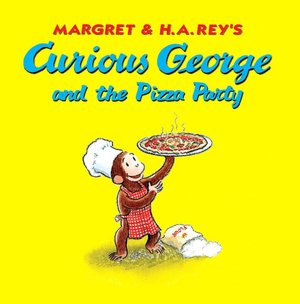 MARGRET & H.A.REY'S
Curious George
and the Pizza Party